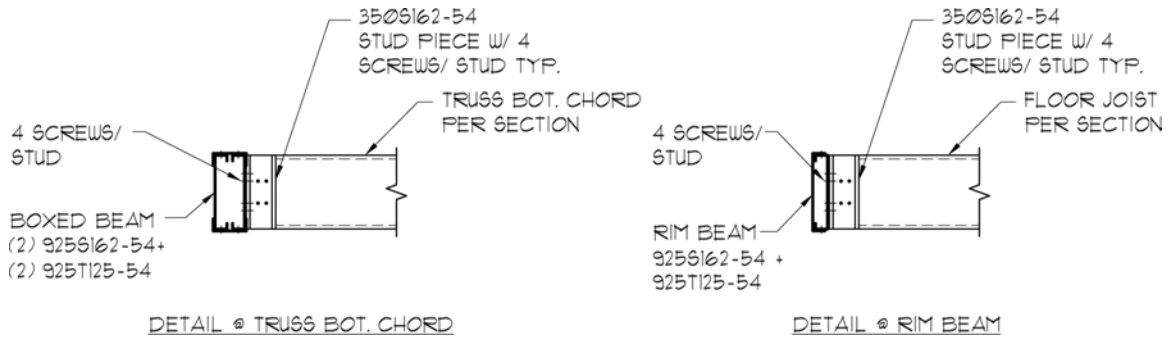 350S162-54
STUD PIECE W/ 4
SCREWS/ STUD TYP.
TRUSS BOT. CHORD
PER SECTION
4 SCREWS/
STUD
BOXED BEAM
(2) 925S162-54+
(2) 925T125-54
DETAIL @ TRUSS BOT. CHORD
350S162-54
STUD PIECE W/ 4
SCREWS/ STUD TYP.
FLOOR JOIST
PER SECTION
4 SCREWS/
STUD
RIM BEAM
925S162-54 +
925T125-54
DETAIL @ RIM BEAM